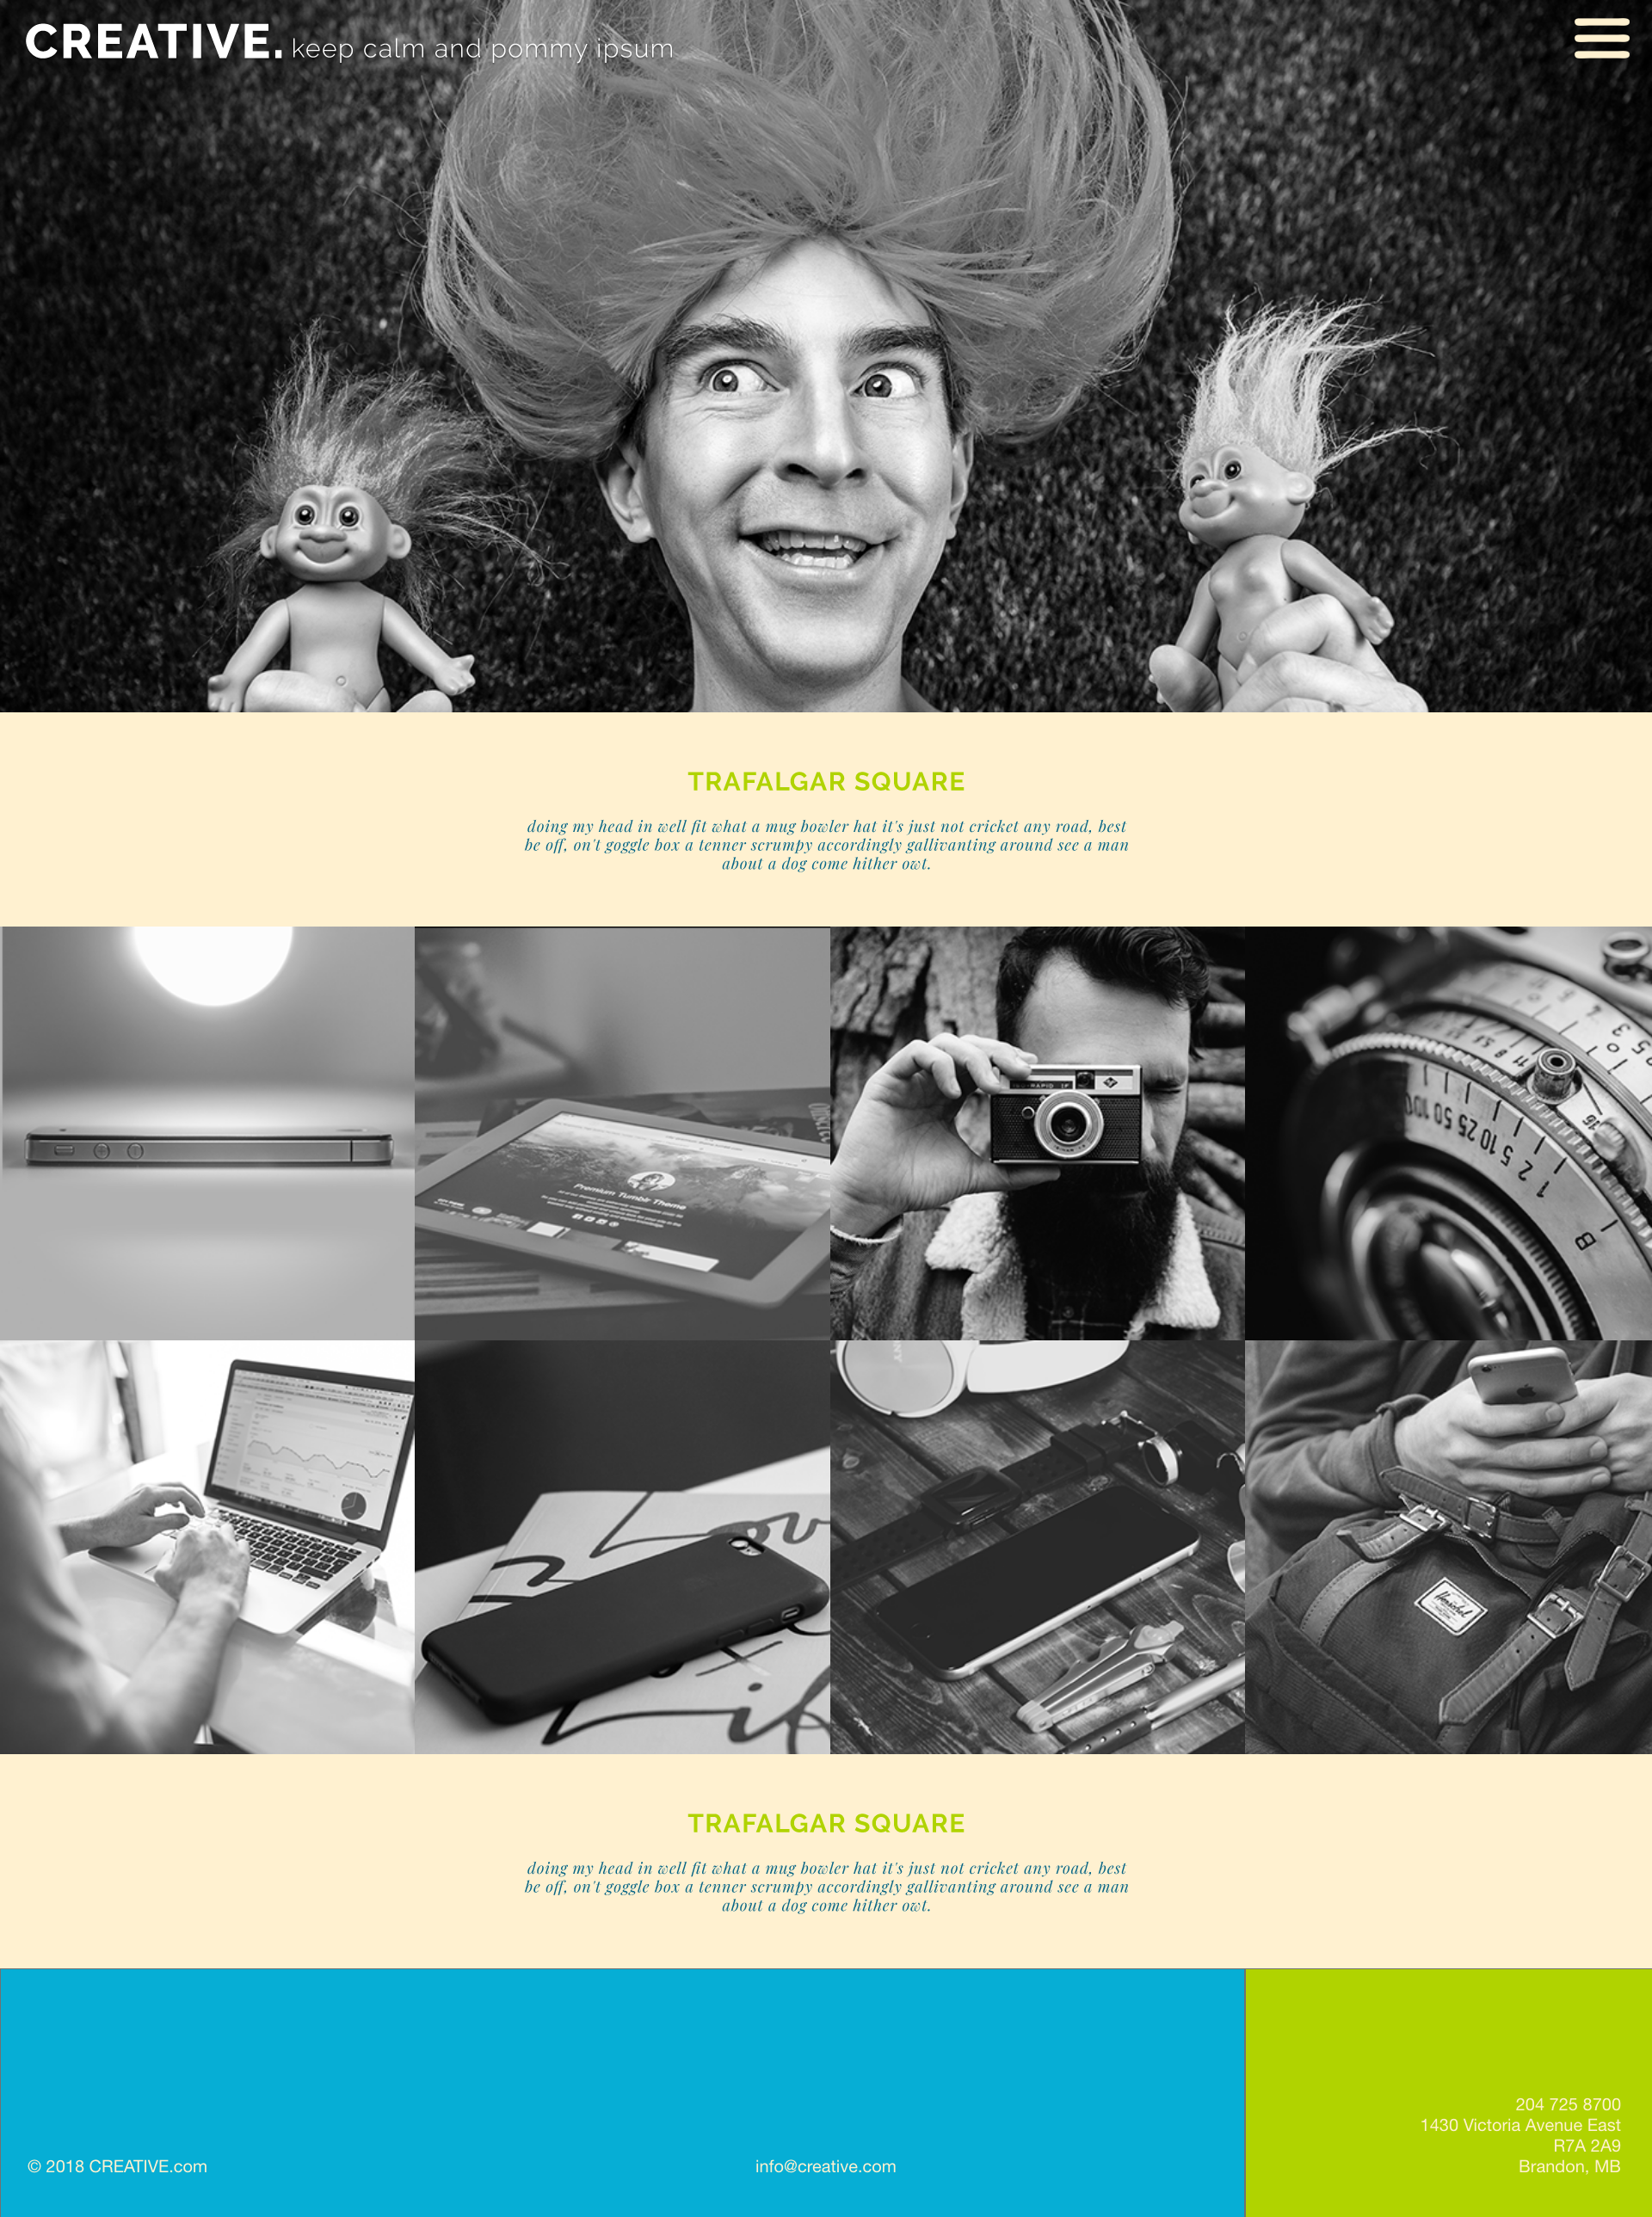 CREATIVE. keep calm and pommy ipsum
TRAFALGAR SQUARE
doing my head in well fit what a mug bowler hat it's just not cricket any road, best
be off, on't goggle box a tenner scrumpy accordingly gallivanting around see a man
about a dog come hither owt.
Premium Tumblr Theme
ISO-RAPID IF
16
100 50 25 10 5 2 1
B
Lov
lif
Herschel
TRAFALGAR SQUARE
doing my head in well fit what a mug bowler hat it's just not cricket any road, best
be off, on't goggle box a tenner scrumpy accordingly gallivanting around see a man
about a dog come hither owt.
© 2018 CREATIVE.com
info@creative.com
204 725 8700
1430 Victoria Avenue East
R7A 2A9
Brandon, MB